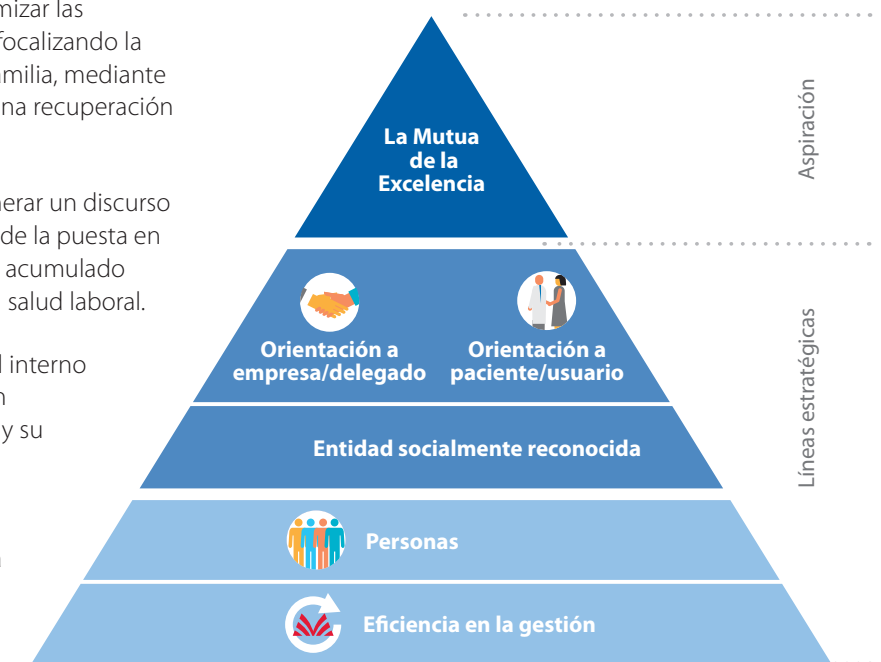 mizar las
focalizando la
amilia, mediante
una recuperación
nerar un discurso
de la puesta en
acumulado
salud laboral.
l interno
n
y su
La Mutua
de la
Excelencia
Orientación a
empresa/delegado
Orientación a
paciente/usuario
Entidad socialmente reconocida
Personas
Eficiencia en la gestión
Aspiración
Líneas estratégicas